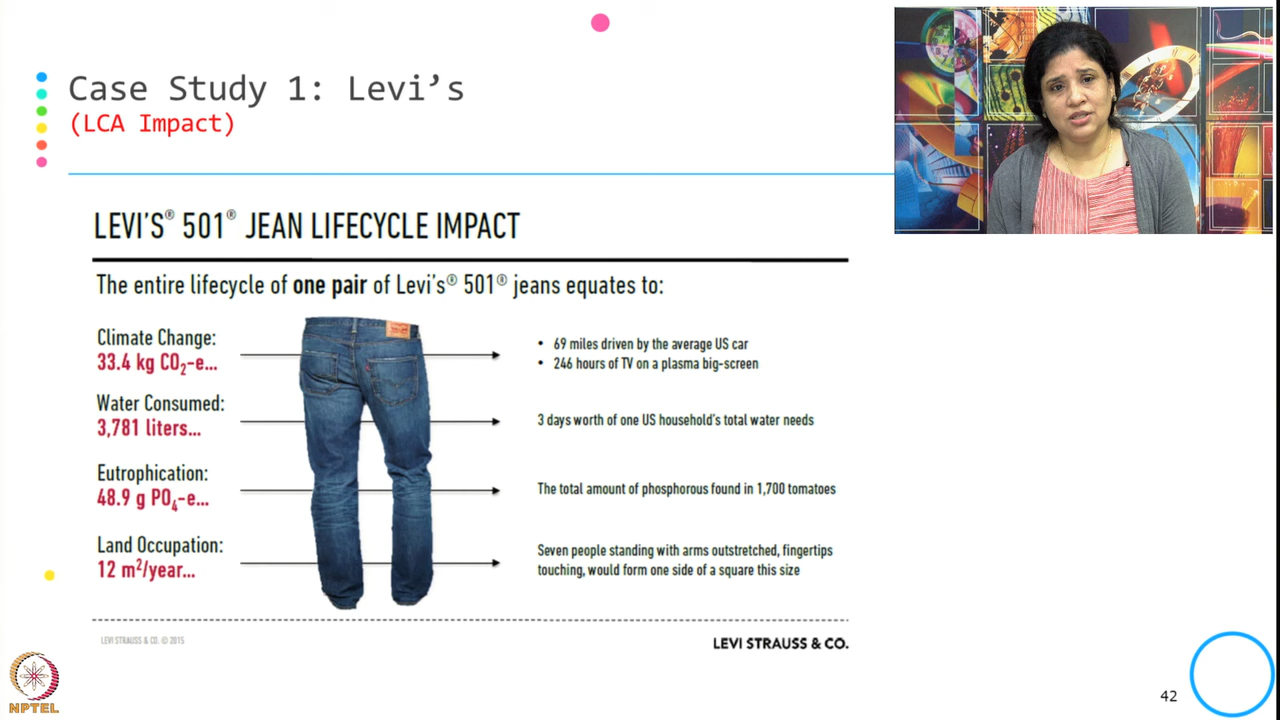 Case Study 1: Levi’s
(LCA Impact)
LEVI'S® 501® JEAN LIFECYCLE IMPACT
The entire lifecycle of one pair of Levi's® 501® jeans equates to:
Climate Change:
33.4 kg CO₂-e...
• 69 miles driven by the average US car
• 246 hours of TV on a plasma big-screen
Water Consumed:
3,781 liters...
3 days worth of one US household's total water needs
Eutrophication:
48.9 g PO₄-e...
The total amount of phosphorous found in 1,700 tomatoes
Land Occupation:
12 m²/year...
Seven people standing with arms outstretched, fingertips
touching, would form one side of a square this size
LEVI STRAUSS & CO. © 2015
LEVI STRAUSS & CO.
NPTEL
42